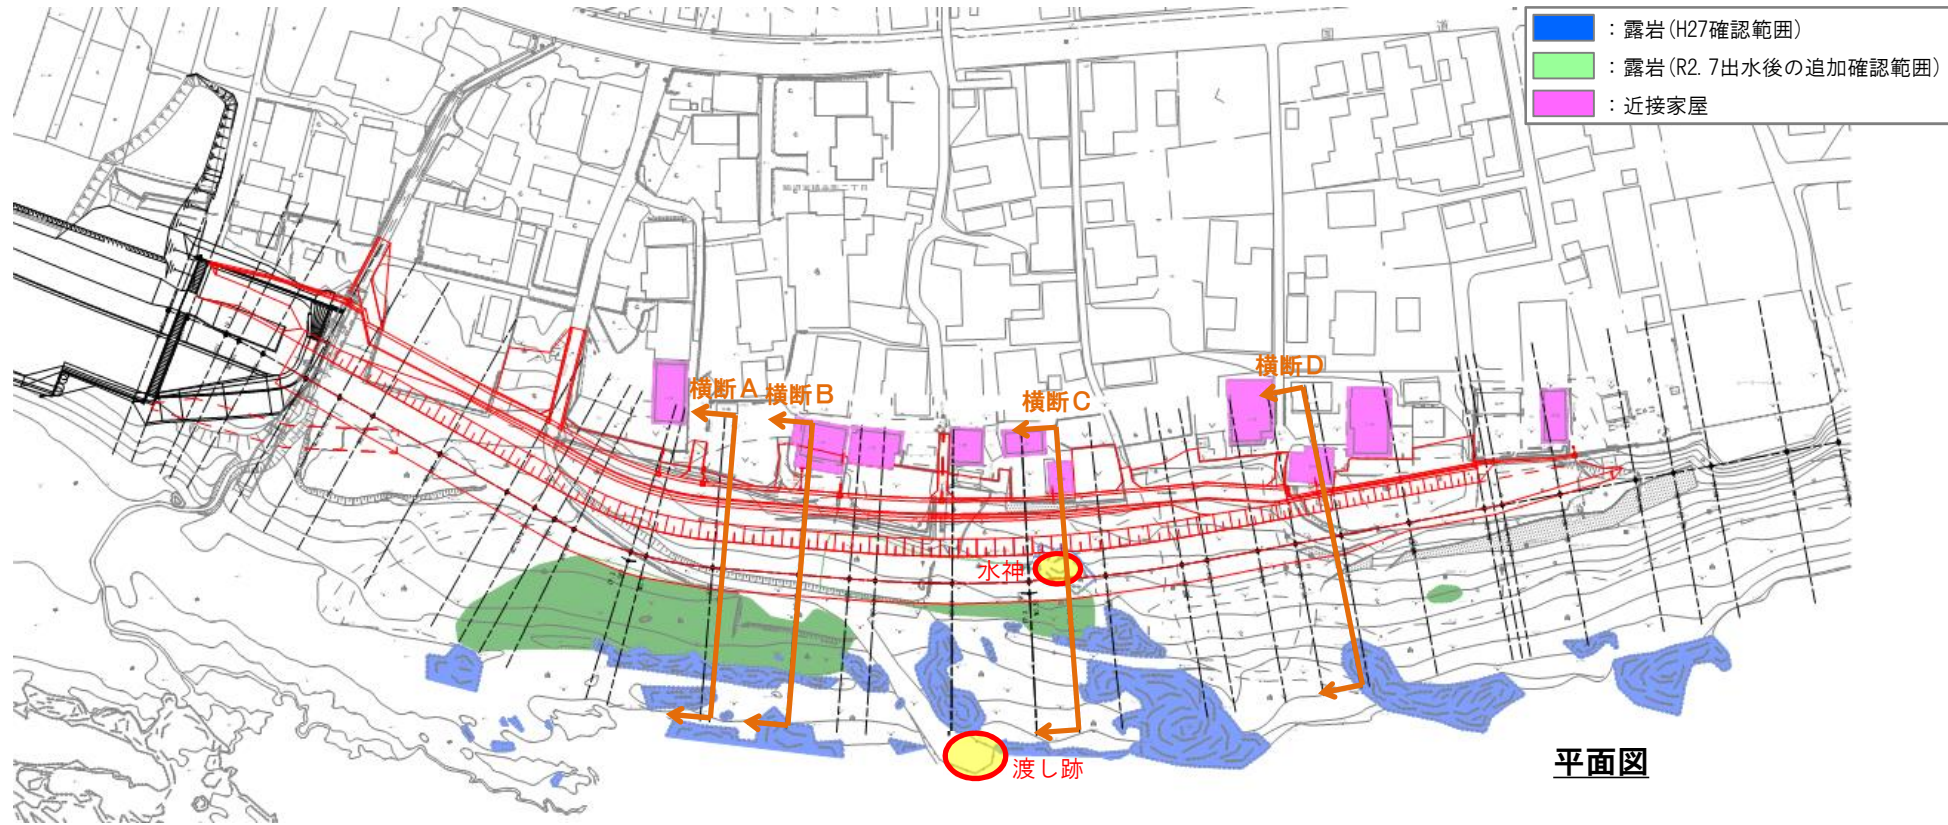 ：露岩(H27確認範囲)
：露岩(R2.7出水後の追加確認範囲)
：近接家屋
道
横断A
横断B
横断C
横断D
水神
渡し跡
平面図